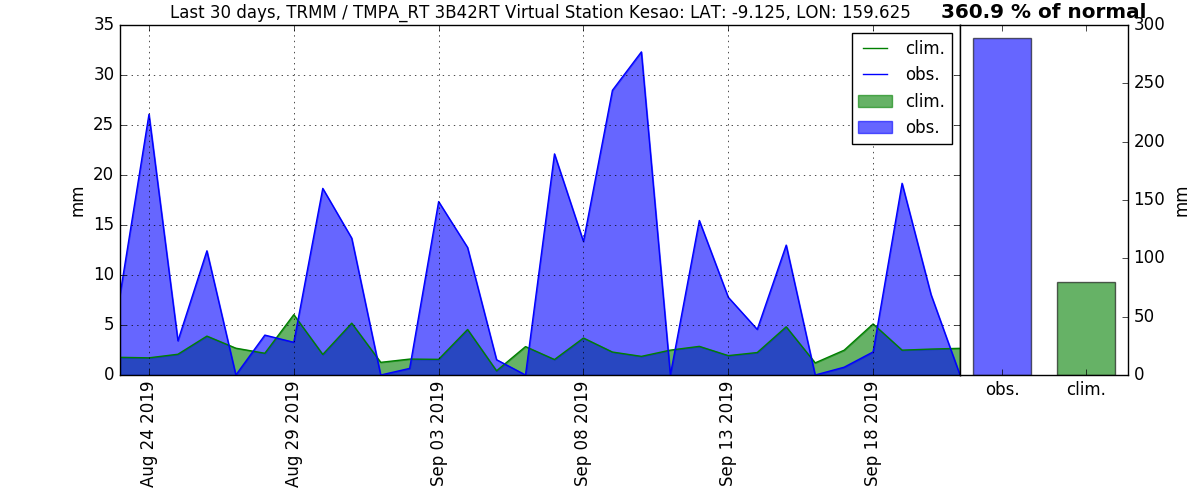 Last 30 days, TRMM / TMPA_RT 3B42RT Virtual Station Kesao: LAT: -9.125, LON: 159.625
360.9 % of normal
35
30
25
20
15
10
5
0
mm
clim.
obs.
clim.
obs.
Aug 24 2019
Aug 29 2019
Sep 03 2019
Sep 08 2019
Sep 13 2019
Sep 18 2019
300
250
200
150
100
50
0
mm
obs.
clim.